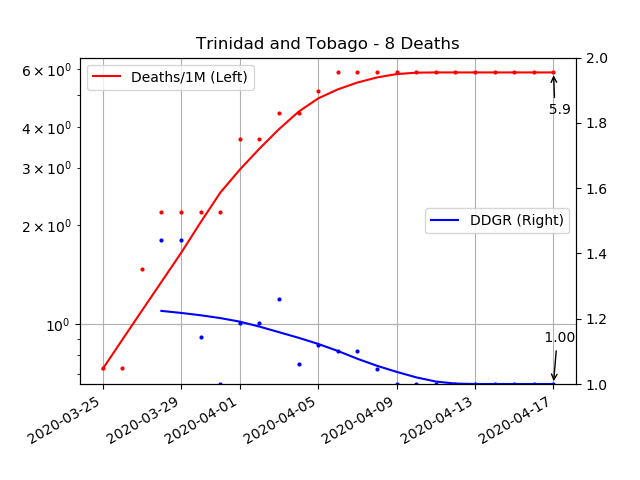 Trinidad and Tobago - 8 Deaths
Deaths/1M (Left)
DDGR (Right)
6 × 10⁰
4 × 10⁰
3 × 10⁰
2 × 10⁰
10⁰
2.0
1.8
1.6
1.4
1.2
1.0
5.9
1.00
2020-03-25
2020-03-29
2020-04-01
2020-04-05
2020-04-09
2020-04-13
2020-04-17